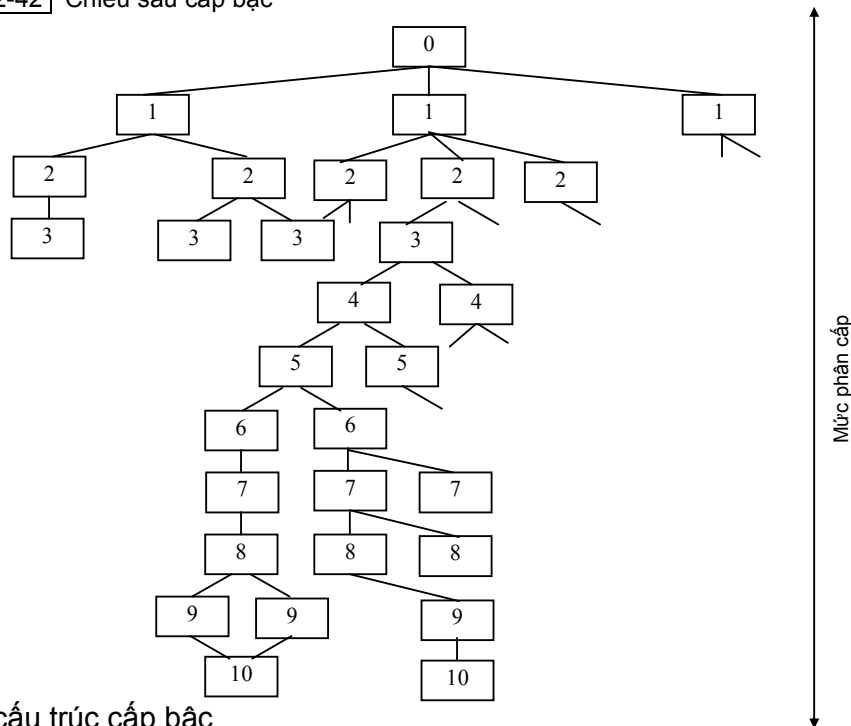 2-42 Chiều sâu cấp bậc
0
1 1 1
2 2 2 2 2
3 3 3 3
4 4
5 5
6 6
7 7 7
8 8 8
9 9 9
10 10
Mức phân cấp
cấu trúc cấp bậc